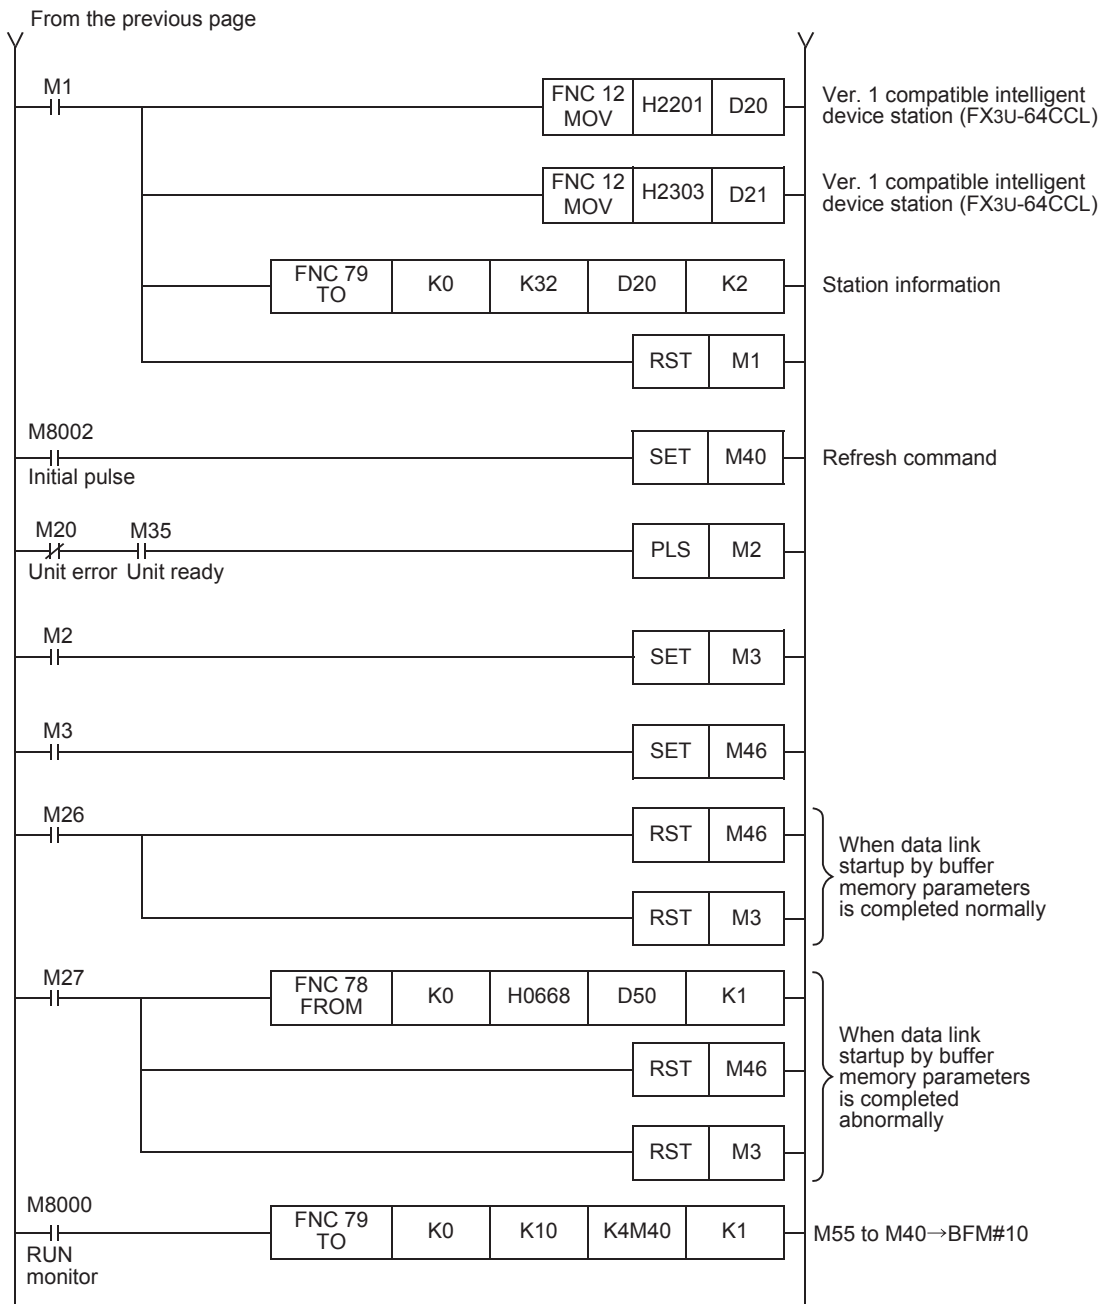 From the previous page
M1
FNC 12
MOV
H2201
D20
Ver. 1 compatible intelligent
device station (FX3U-64CCL)
FNC 12
MOV
H2303
D21
Ver. 1 compatible intelligent
device station (FX3U-64CCL)
FNC 79
TO
K0
K32
D20
K2
Station information
RST
M1
M8002
Initial pulse
SET
M40
Refresh command
M20
Unit error
M35
Unit ready
PLS
M2
M2
SET
M3
M3
SET
M46
M26
RST
M46
RST
M3
When data link
startup by buffer
memory parameters
is completed normally
M27
FNC 78
FROM
K0
H0668
D50
K1
RST
M46
RST
M3
When data link
startup by buffer
memory parameters
is completed
abnormally
M8000
RUN
monitor
FNC 79
TO
K0
K10
K4M40
K1
M55 to M40→BFM#10